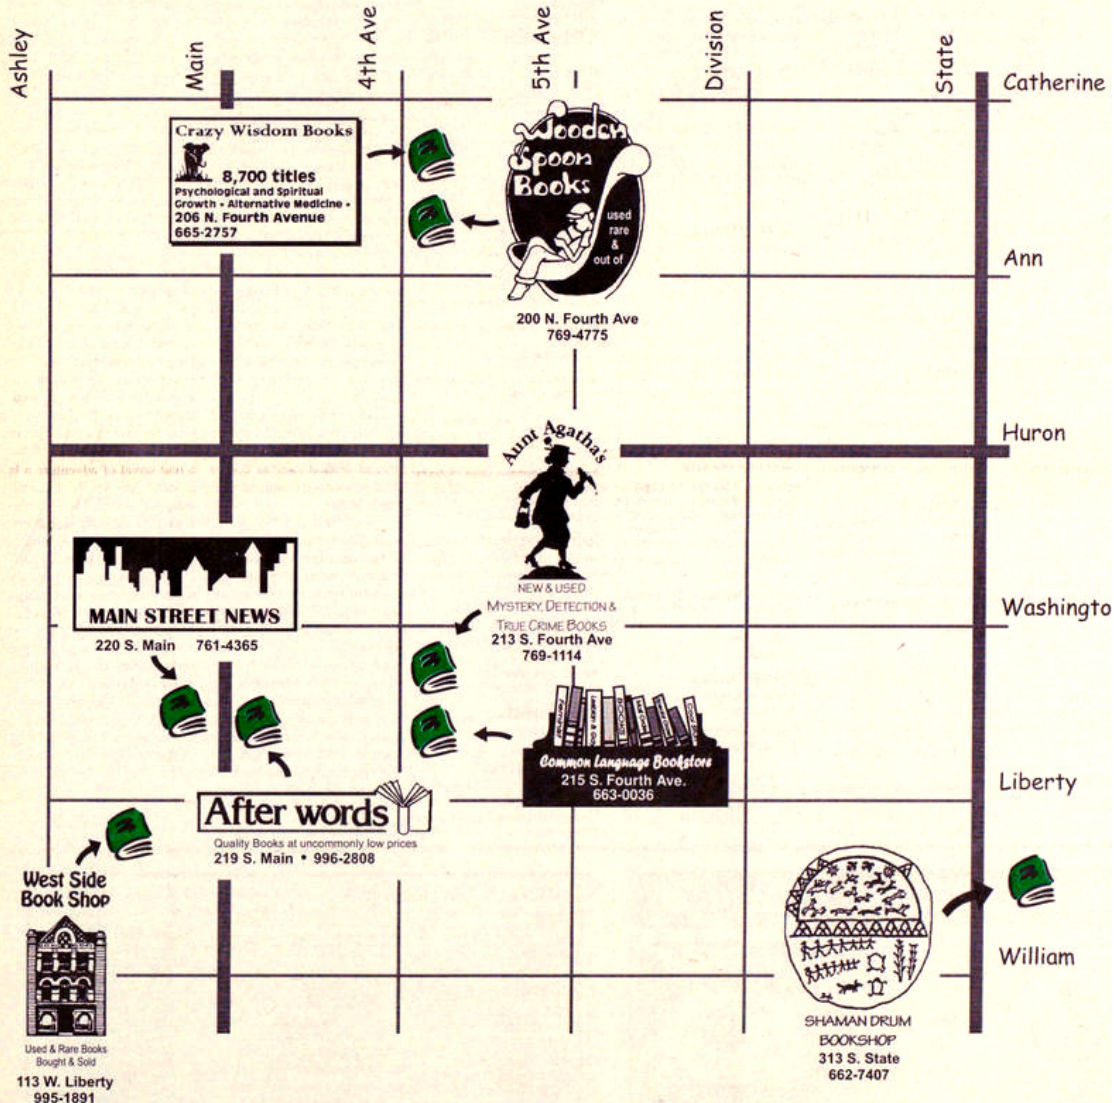 Ashley
Main
4th Ave
5th Ave
Division
State
Catherine
Crazy Wisdom Books
8,700 titles
Psychological and Spiritual
Growth • Alternative Medicine •
206 N. Fourth Avenue
665-2757
Wooden
Spoon
Books
used
rare
&
out of
200 N. Fourth Ave
769-4775
Ann
Huron
Aunt Agatha's
NEW & USED
MYSTERY, DETECTION &
TRUE CRIME BOOKS
213 S. Fourth Ave
769-1114
Washingto
MAIN STREET NEWS
220 S. Main 761-4365
Common Language Bookstore
215 S. Fourth Ave.
663-0036
Liberty
After words
Quality Books at uncommonly low prices
219 S. Main • 996-2808
West Side
Book Shop
Used & Rare Books
Bought & Sold
113 W. Liberty
995-1891
William
SHAMAN DRUM
BOOKSHOP
313 S. State
662-7407